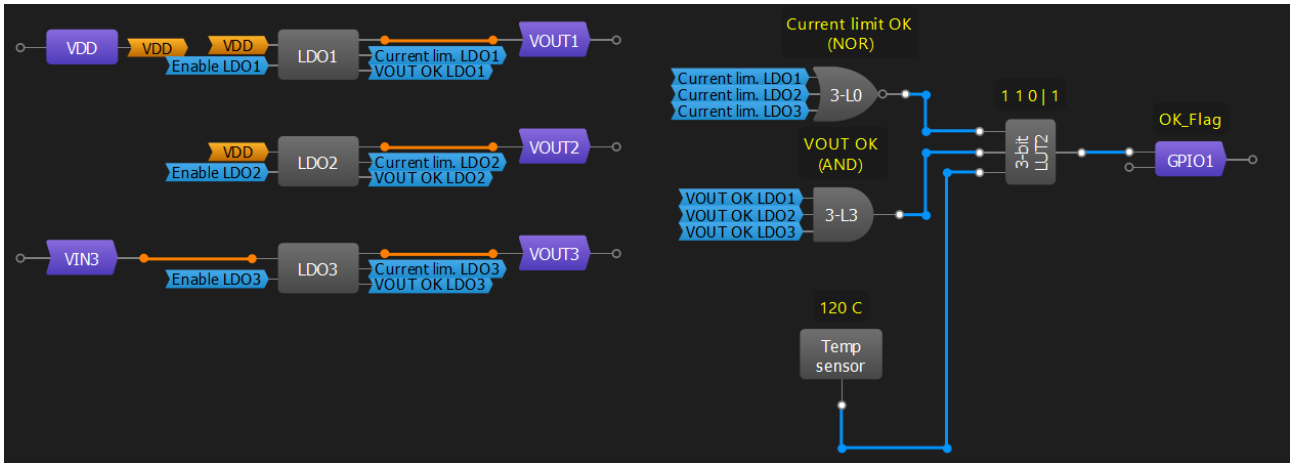 VDD
VDD
VDD
Enable LDO1
LDO1
Current lim. LDO1
VOUT OK LDO1
VOUT1
VDD
Enable LDO2
LDO2
Current lim. LDO2
VOUT OK LDO2
VOUT2
VIN3
Enable LDO3
LDO3
Current lim. LDO3
VOUT OK LDO3
VOUT3
Current limit OK
(NOR)
Current lim. LDO1
Current lim. LDO2
Current lim. LDO3
3-L0
VOUT OK
(AND)
VOUT OK LDO1
VOUT OK LDO2
VOUT OK LDO3
3-L3
120 C
Temp
sensor
1 1 0 | 1
3-bit
LUT2
OK_Flag
GPIO1